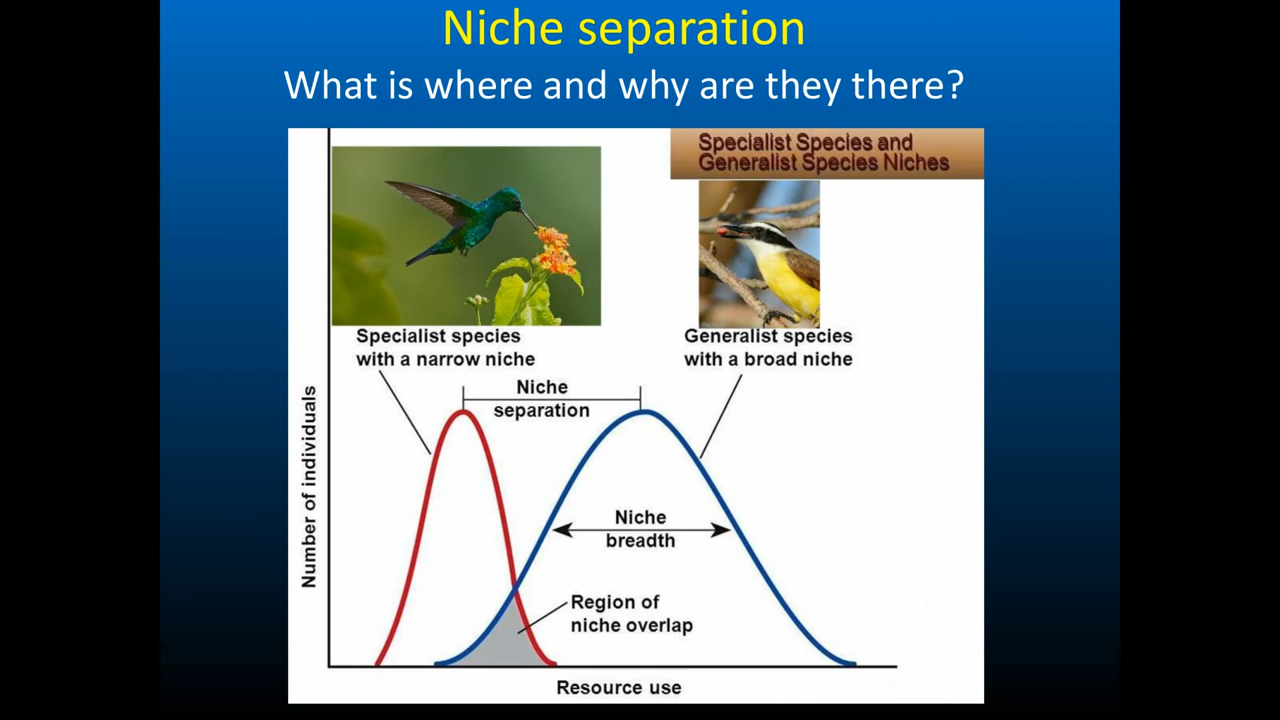 Niche separation
What is where and why are they there?
Specialist Species and
Generalist Species Niches
Specialist species
with a narrow niche
Generalist species
with a broad niche
Niche
separation
Number of individuals
Niche
breadth
Region of
niche overlap
Resource use